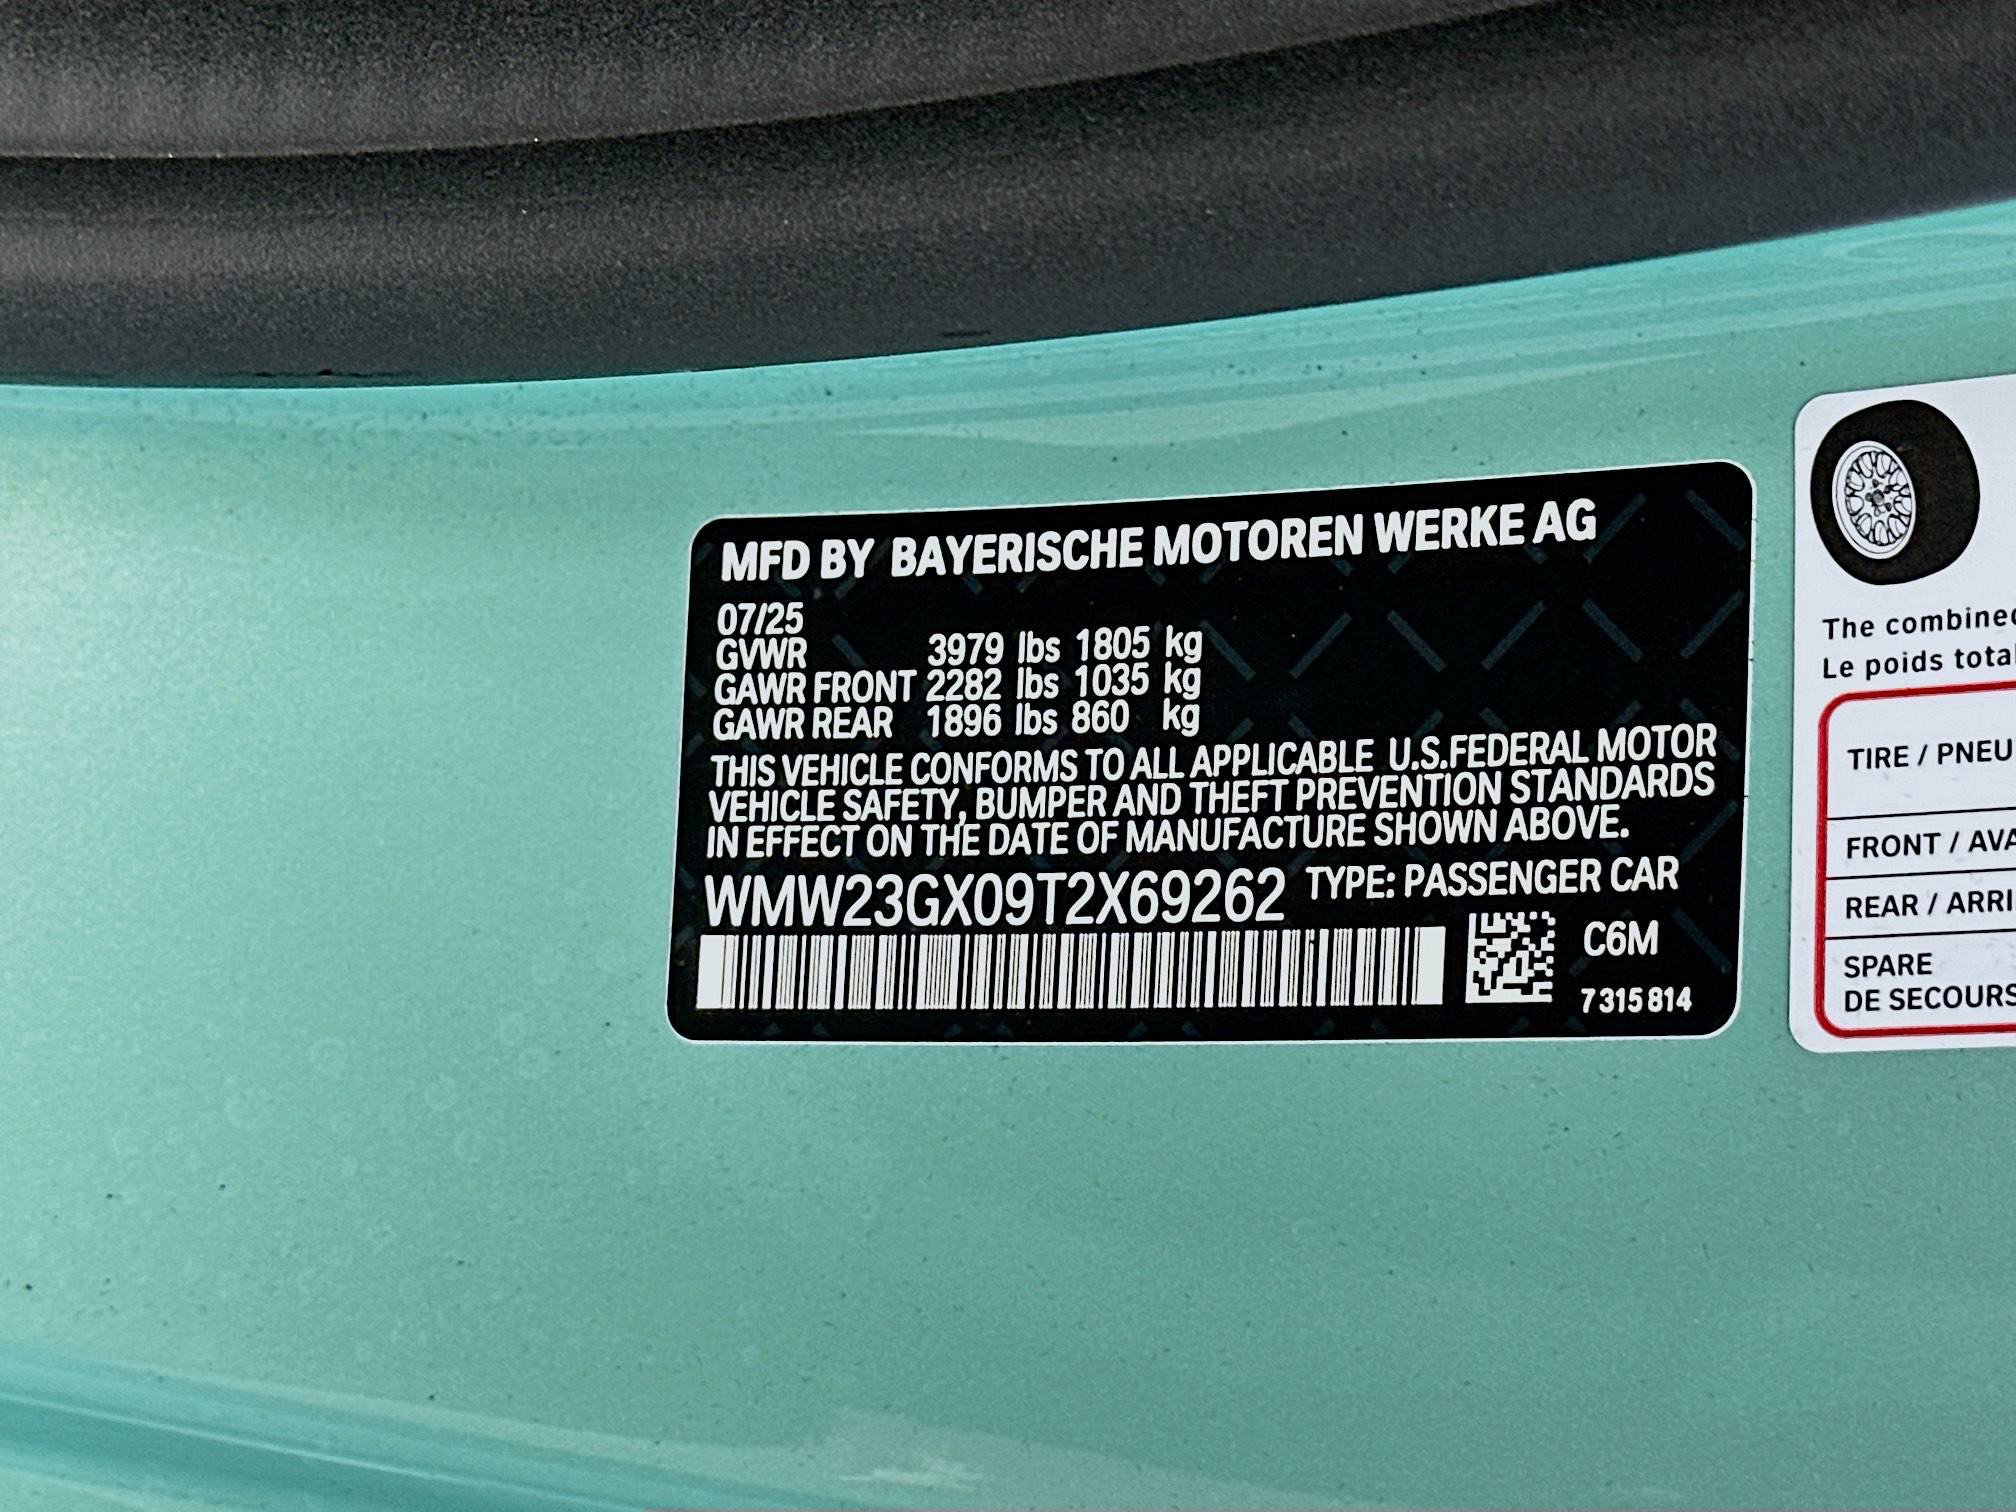 MFD BY BAYERISCHE MOTOREN WERKE AG
07/25
GVWR 3979 lbs 1805 kg
GAWR FRONT 2282 lbs 1035 kg
GAWR REAR 1896 lbs 860 kg
THIS VEHICLE CONFORMS TO ALL APPLICABLE U.S.FEDERAL MOTOR
VEHICLE SAFETY, BUMPER AND THEFT PREVENTION STANDARDS
IN EFFECT ON THE DATE OF MANUFACTURE SHOWN ABOVE.
WMW23GX09T2X69262 TYPE: PASSENGER CAR
C6M
7 315 814
The combined
Le poids total
TIRE / PNEU
FRONT / AVA
REAR / ARRI
SPARE
DE SECOURS